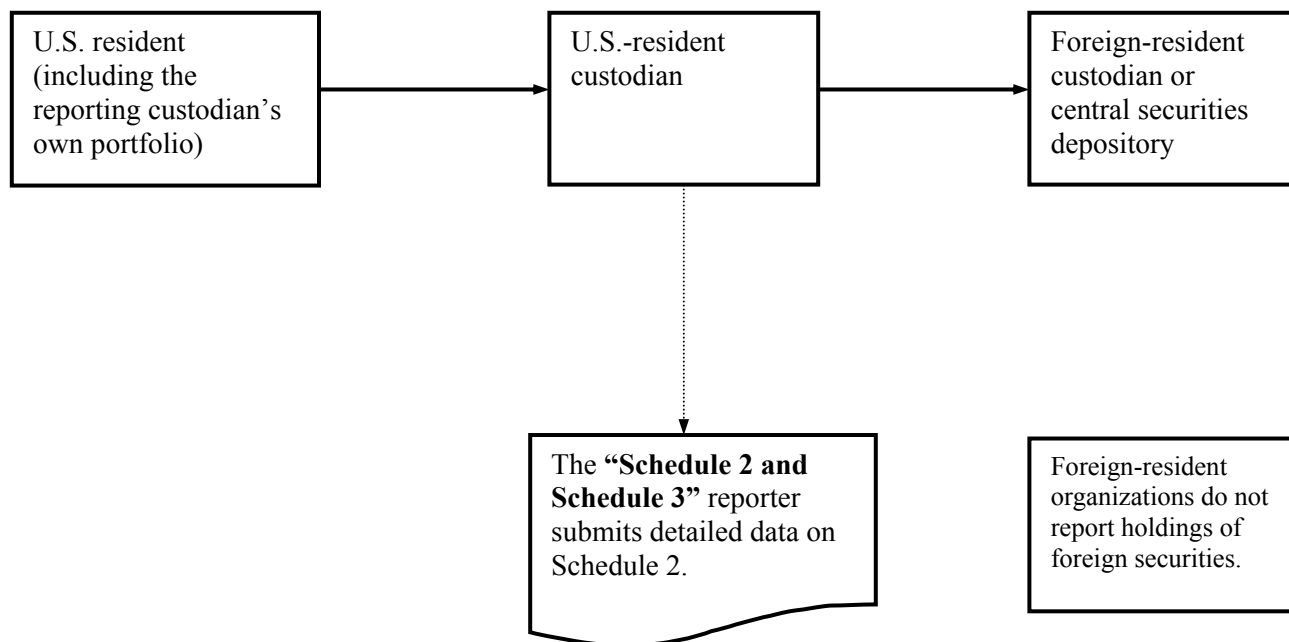 U.S. resident
(including the
reporting custodian’s
own portfolio)
U.S.-resident
custodian
Foreign-resident
custodian or
central securities
depository
The “Schedule 2 and
Schedule 3” reporter
submits detailed data on
Schedule 2.
Foreign-resident
organizations do not
report holdings of
foreign securities.